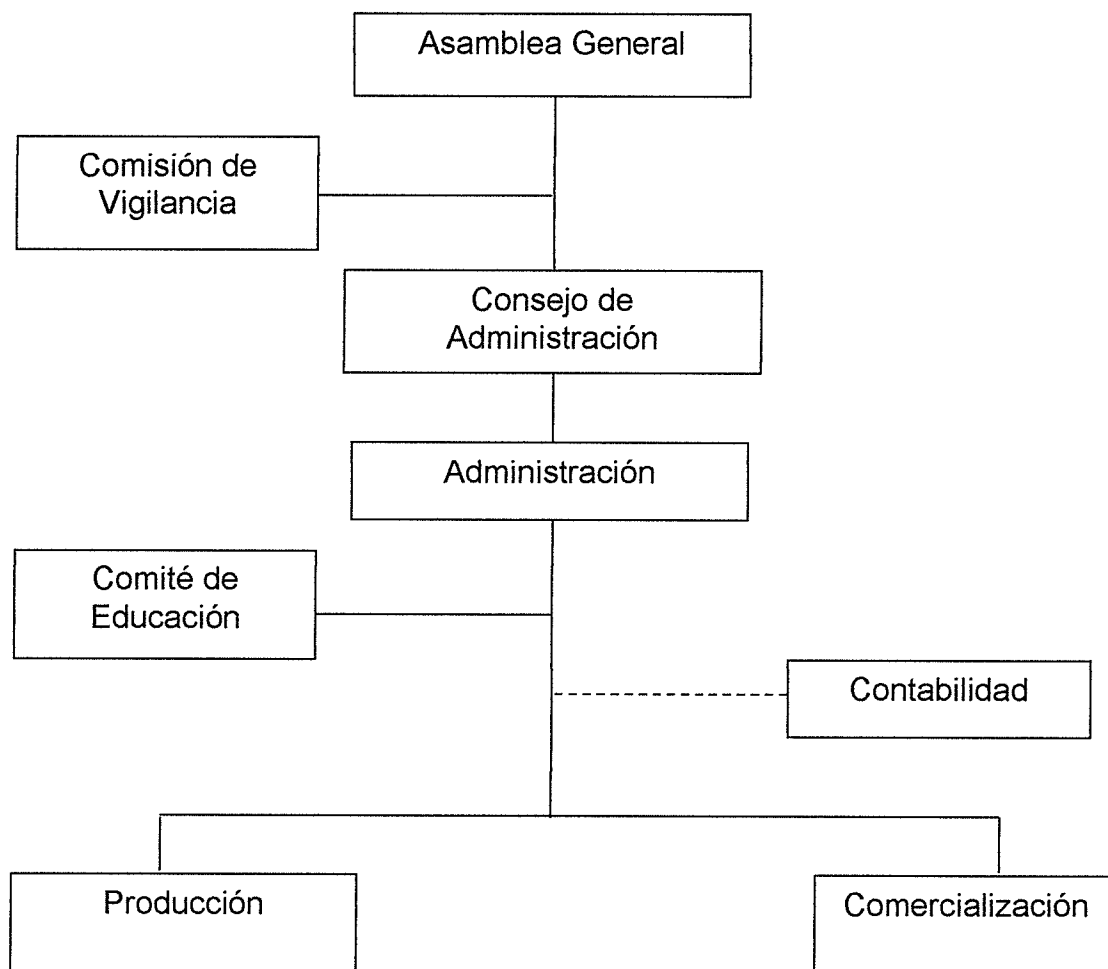 Asamblea General
Comisión de
Vigilancia
Consejo de
Administración
Administración
Comité de
Educación
Contabilidad
Producción
Comercialización